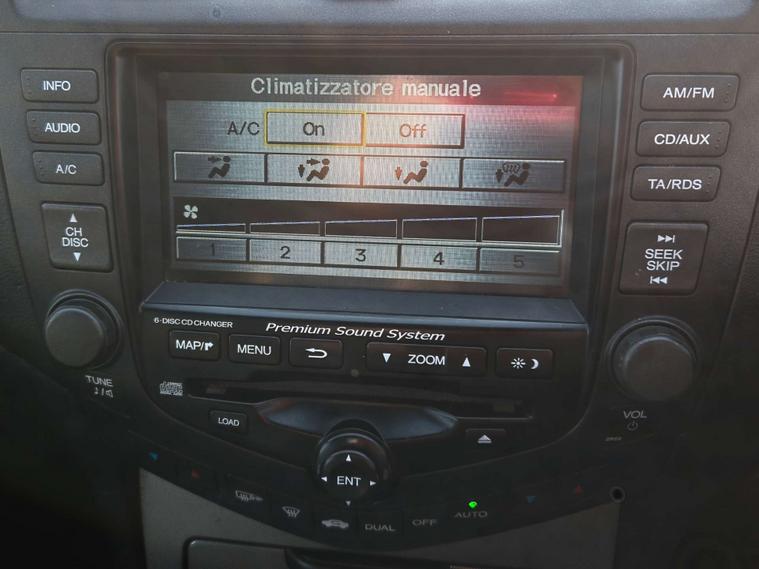 Climatizzatore manuale
INFO
AM/FM
A/C On Off
AUDIO
CD/AUX
A/C
TA/RDS
CH
DISC
SEEK
SKIP
1 2 3 4 5
6-DISC CD CHANGER
Premium Sound System
MAP/
MENU
ZOOM
TUNE
VOL
LOAD
ENT
DUAL
OFF
AUTO